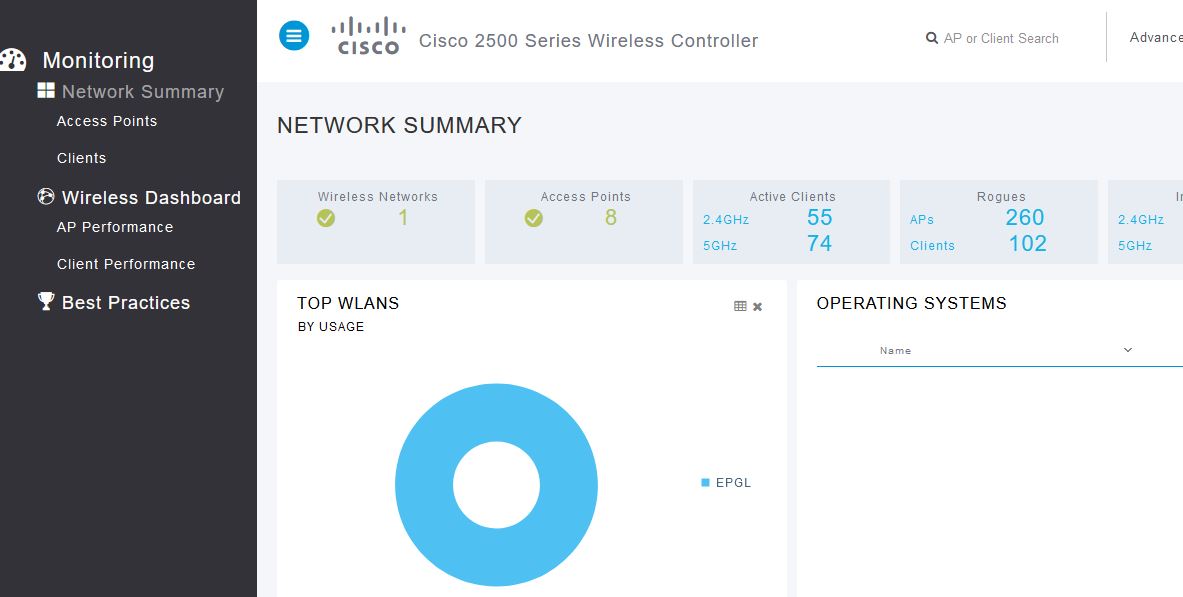 Monitoring
Network Summary
Access Points
Clients
Wireless Dashboard
AP Performance
Client Performance
Best Practices
CISCO
Cisco 2500 Series Wireless Controller
AP or Client Search
Advance
NETWORK SUMMARY
Wireless Networks
1
Access Points
8
Active Clients
2.4GHz 55
5GHz 74
Rogues
APs 260
Clients 102
2.4GHz
5GHz
TOP WLANS
BY USAGE
EPGL
OPERATING SYSTEMS
Name